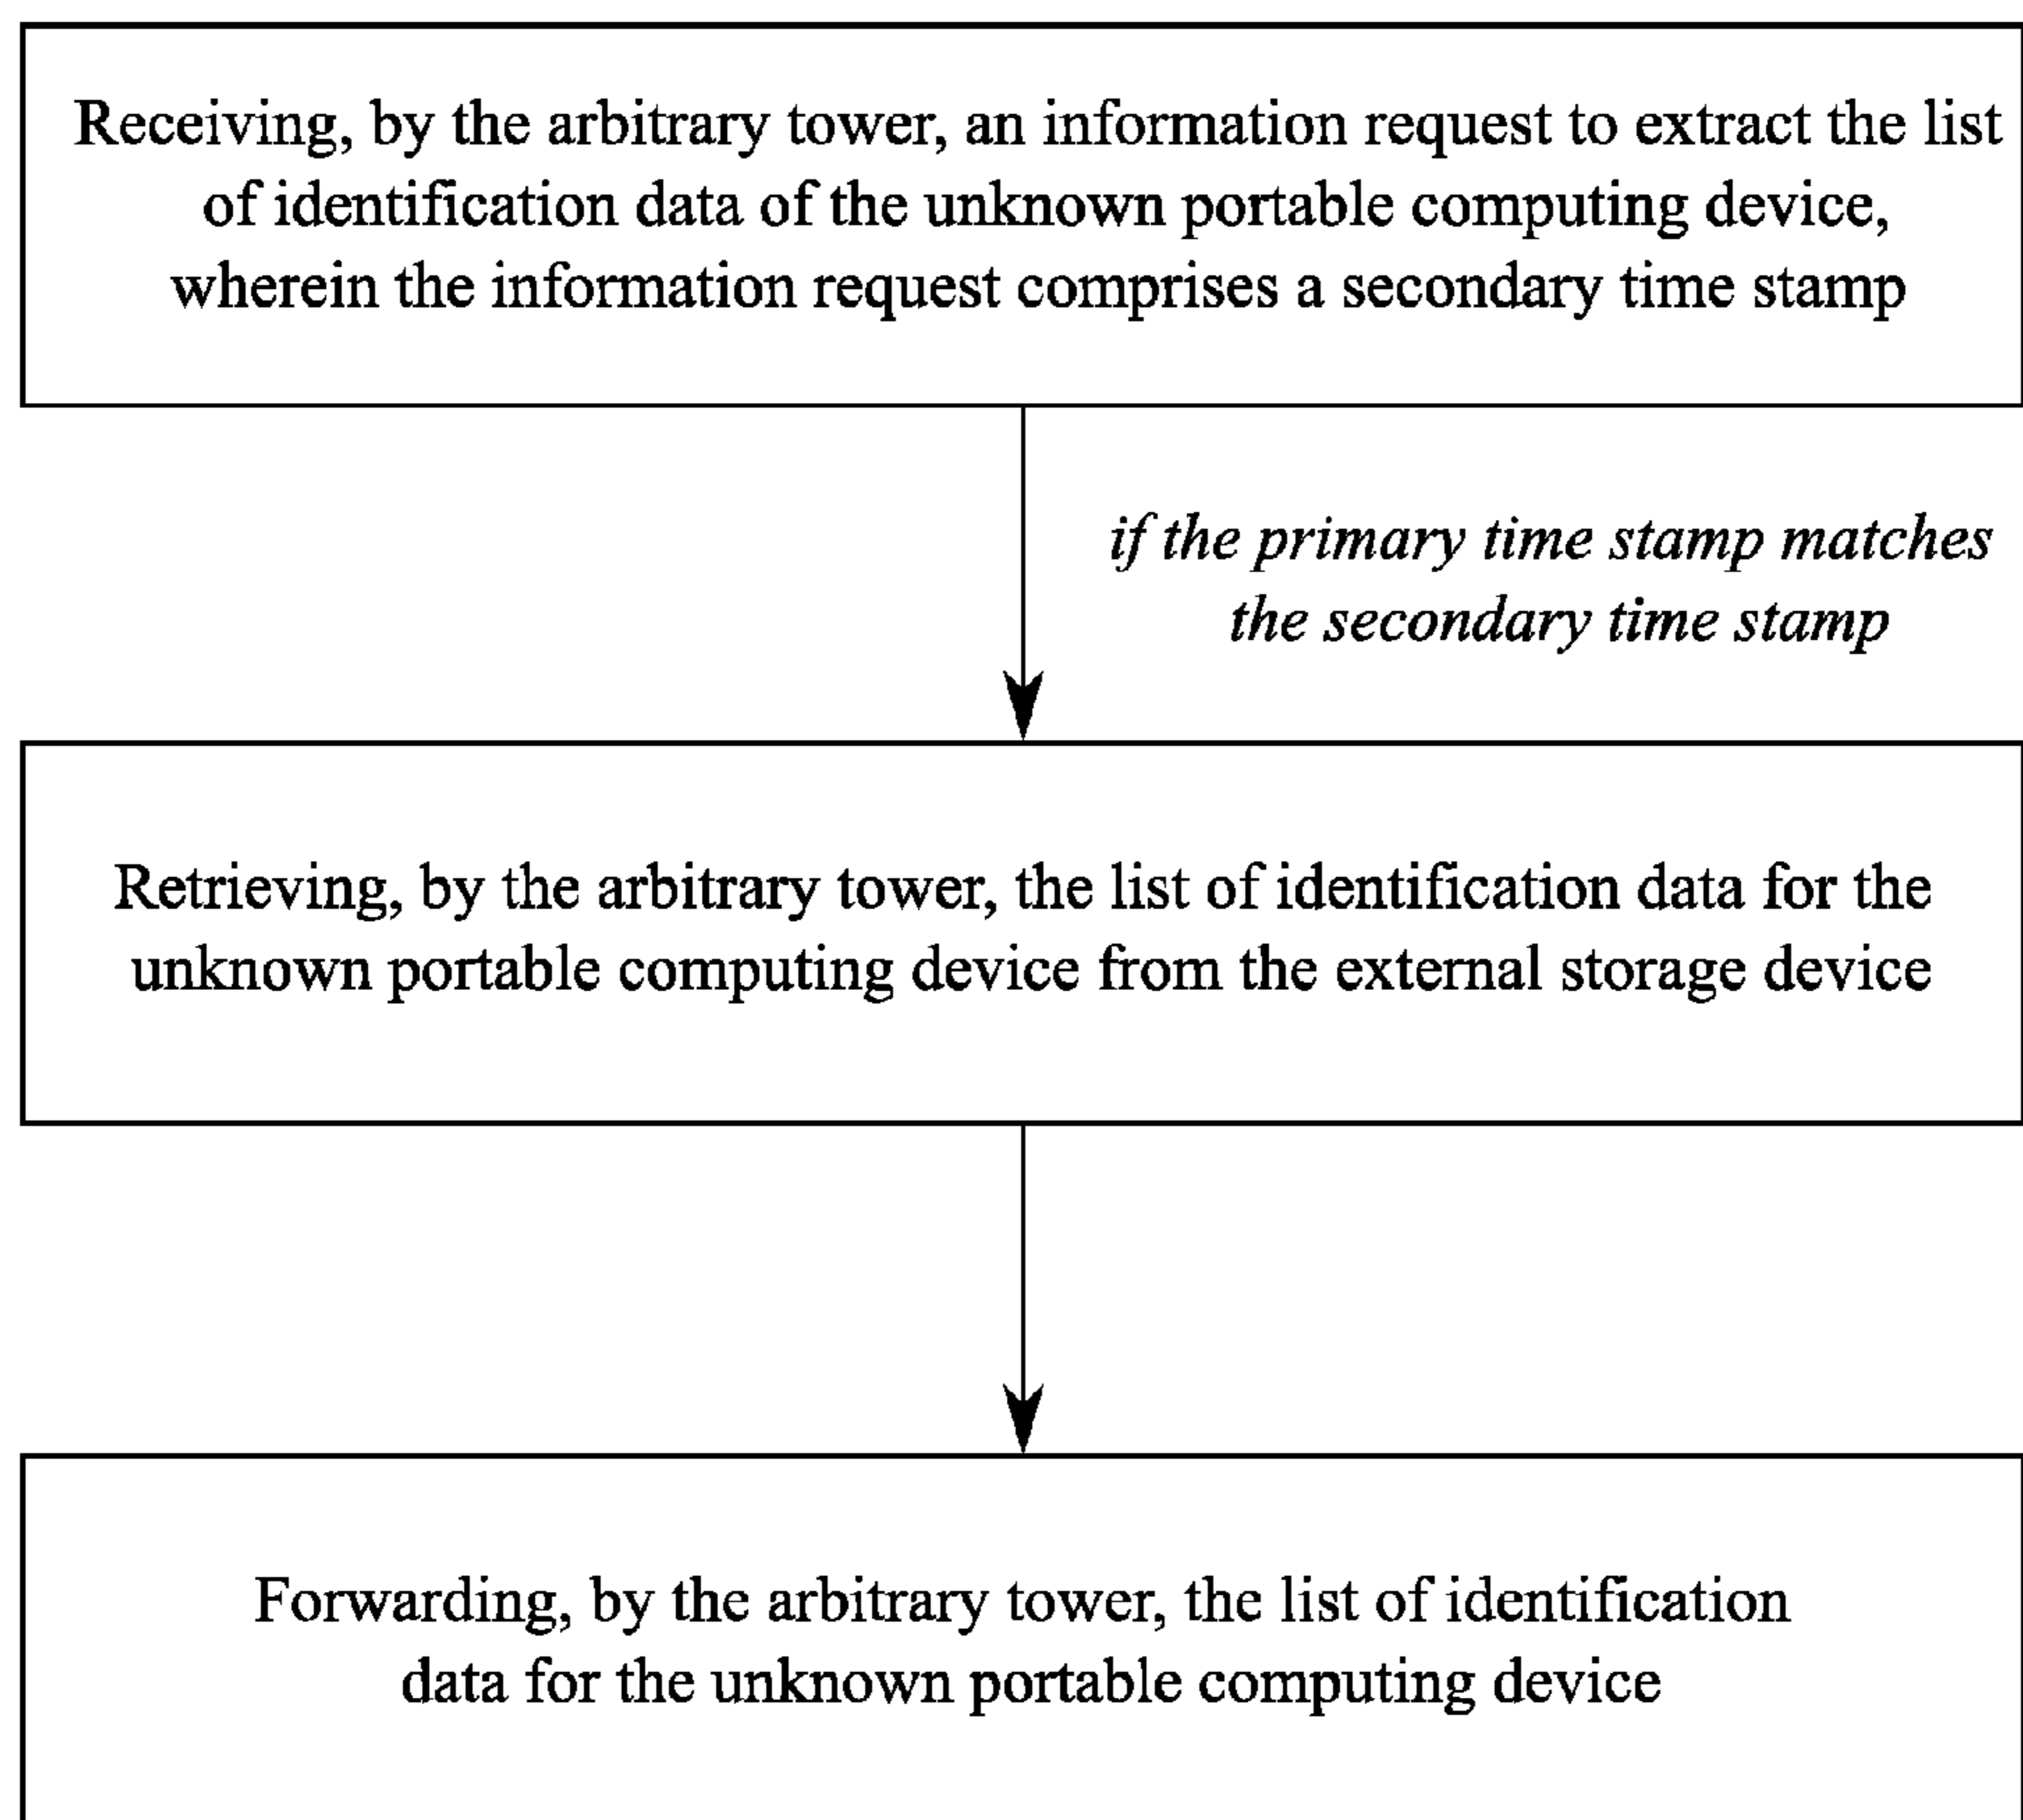 Receiving, by the arbitrary tower, an information request to extract the list
of identification data of the unknown portable computing device,
wherein the information request comprises a secondary time stamp
if the primary time stamp matches
the secondary time stamp
Retrieving, by the arbitrary tower, the list of identification data for the
unknown portable computing device from the external storage device
Forwarding, by the arbitrary tower, the list of identification
data for the unknown portable computing device